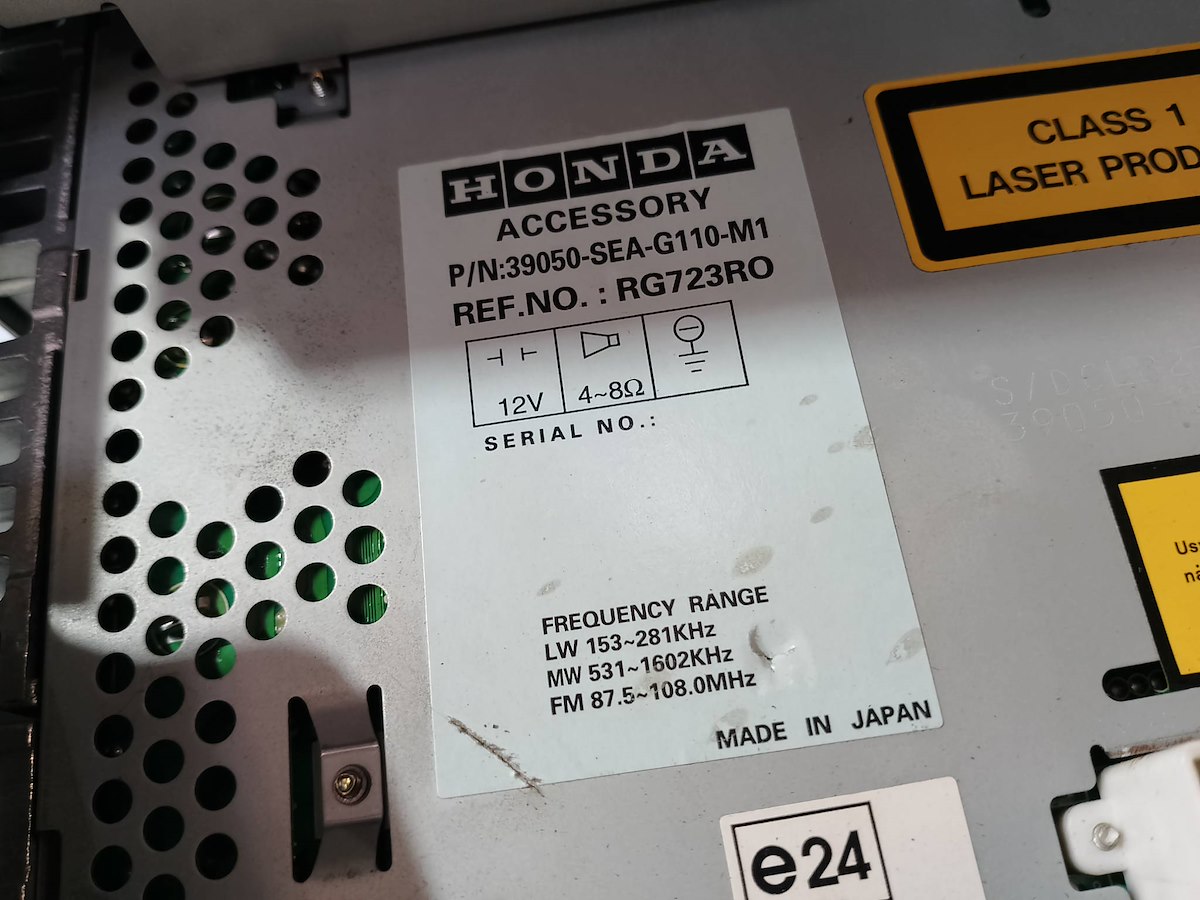 HONDA
ACCESSORY
P/N:39050-SEA-G110-M1
REF.NO. : RG723RO
12V
4~8Ω
SERIAL NO.:
FREQUENCY RANGE
LW 153~281KHz
MW 531~1602KHz
FM 87.5~108.0MHz
MADE IN JAPAN
CLASS 1
LASER PROD
e24